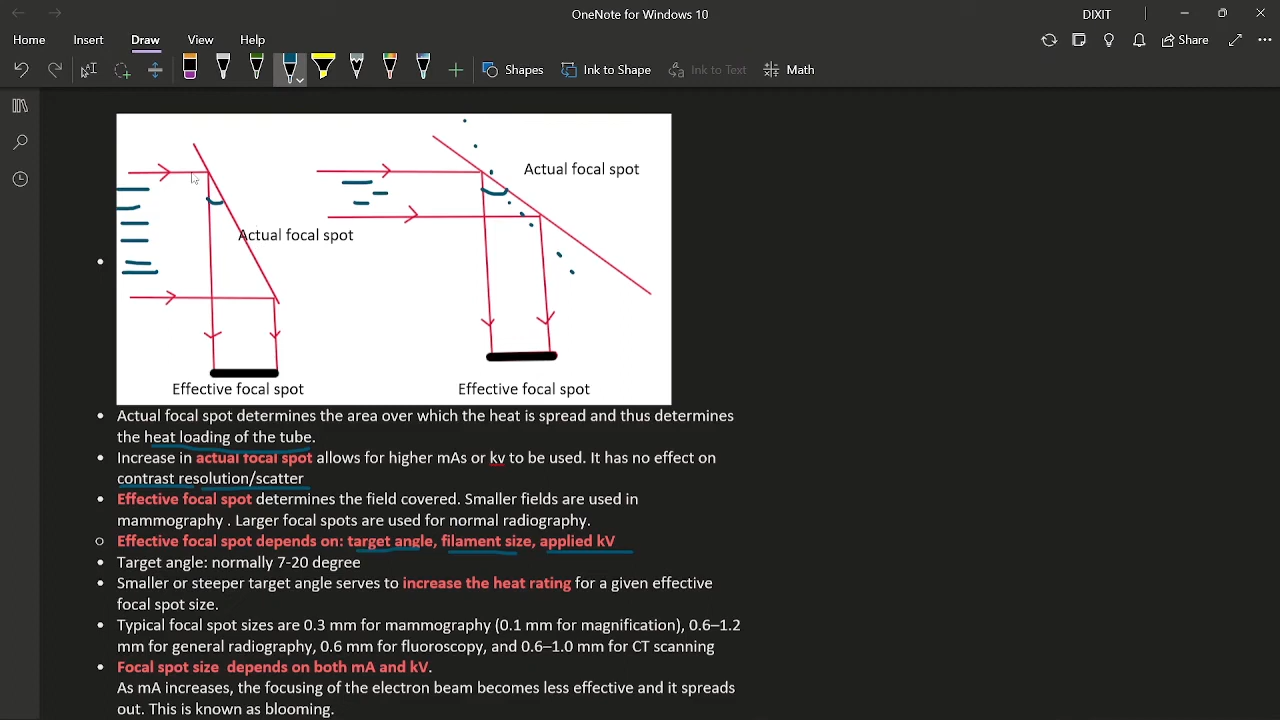 OneNote for Windows 10
DIXIT
Home Insert Draw View Help
Share
Shapes Ink to Shape Ink to Text Math
Actual focal spot
Actual focal spot
Effective focal spot Effective focal spot
Actual focal spot determines the area over which the heat is spread and thus determines
the heat loading of the tube.
Increase in actual focal spot allows for higher mAs or kv to be used. It has no effect on
contrast resolution/scatter
Effective focal spot determines the field covered. Smaller fields are used in
mammography . Larger focal spots are used for normal radiography.
Effective focal spot depends on: target angle, filament size, applied kV
Target angle: normally 7-20 degree
Smaller or steeper target angle serves to increase the heat rating for a given effective
focal spot size.
Typical focal spot sizes are 0.3 mm for mammography (0.1 mm for magnification), 0.6–1.2
mm for general radiography, 0.6 mm for fluoroscopy, and 0.6–1.0 mm for CT scanning
Focal spot size depends on both mA and kV.
As mA increases, the focusing of the electron beam becomes less effective and it spreads
out. This is known as blooming.